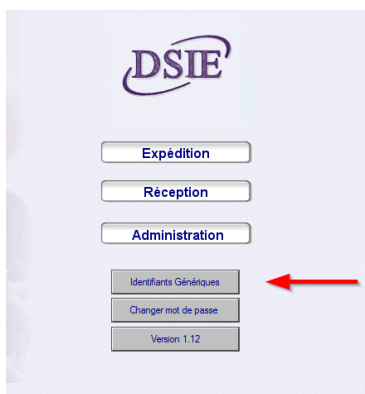 DSIE
Expédition
Réception
Administration
Identifiants Génériques
Changer mot de passe
Version 1.12